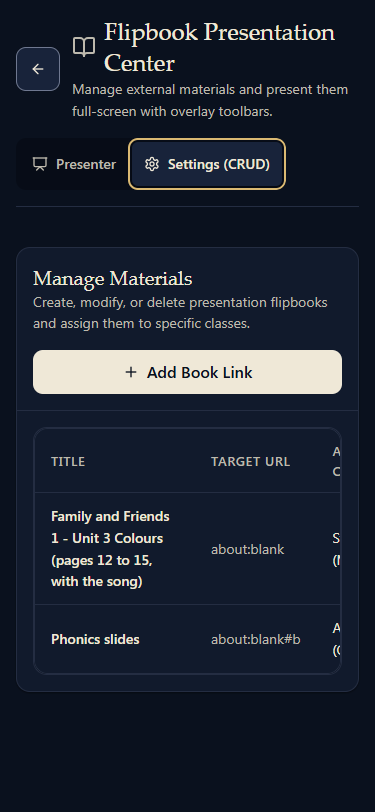 Flipbook Presentation
Center
Manage external materials and present them
full-screen with overlay toolbars.
Presenter
Settings (CRUD)
Manage Materials
Create, modify, or delete presentation flipbooks
and assign them to specific classes.
+ Add Book Link
TITLE
TARGET URL
Family and Friends
1 - Unit 3 Colours
(pages 12 to 15,
with the song)
about:blank
Phonics slides
about:blank#b